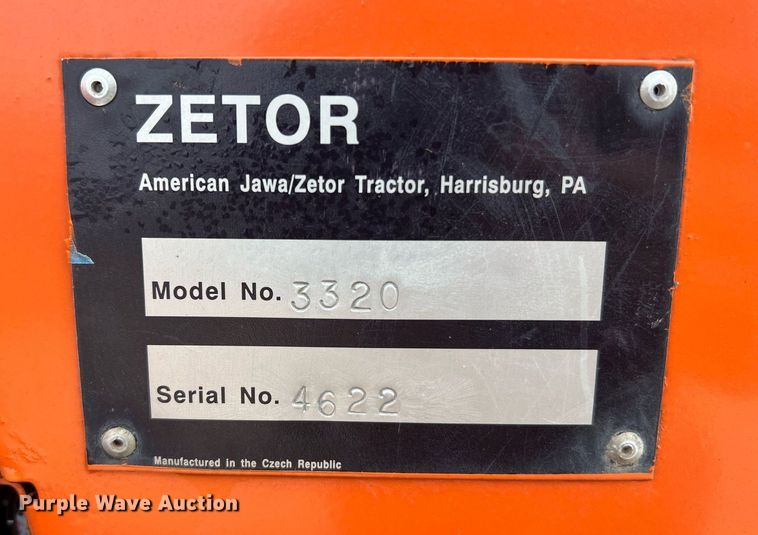 ZETOR
American Jawa/Zetor Tractor, Harrisburg, PA
Model No. 3320
Serial No. 4622
Manufactured in the Czech Republic
Purple Wave Auction